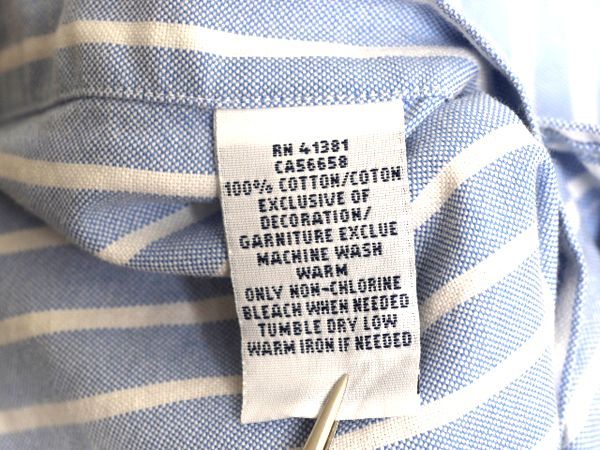 RN 41381
CA56658
100% COTTON/COTON
EXCLUSIVE OF
DECORATION/
GARNITURE EXCLUE
MACHINE WASH
WARM
ONLY NON-CHLORINE
BLEACH WHEN NEEDED
TUMBLE DRY LOW
WARM IRON IF NEEDED